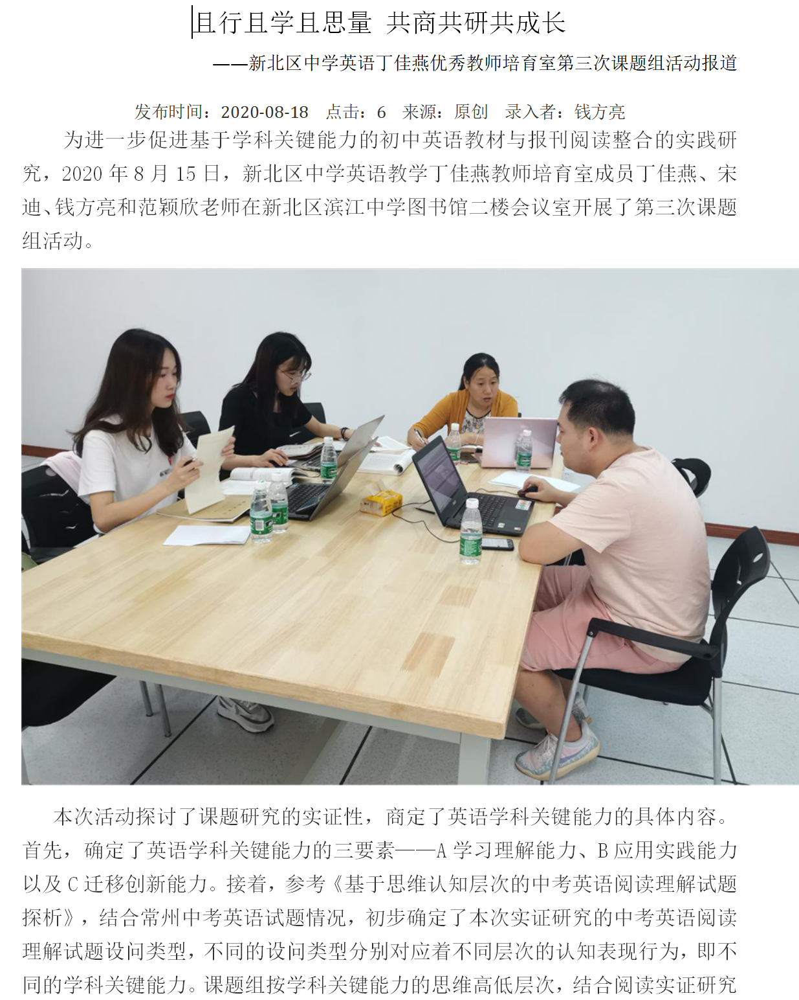 且行且学且思量 共商共研共成长
——新北区中学英语丁佳燕优秀教师培育室第三次课题组活动报道
发布时间：2020-08-18 点击：6 来源：原创 录入者：钱方亮
为进一步促进基于学科关键能力的初中英语教材与报刊阅读整合的实践研
究，2020 年 8 月 15 日，新北区中学英语教学丁佳燕教师培育室成员丁佳燕、宋
迪、钱方亮和范颖欣老师在新北区滨江中学图书馆二楼会议室开展了第三次课题
组活动。
本次活动探讨了课题研究的实证性，商定了英语学科关键能力的具体内容。
首先，确定了英语学科关键能力的三要素——A 学习理解能力、B 应用实践能力
以及 C 迁移创新能力。接着，参考《基于思维认知层次的中考英语阅读理解试题
探析》，结合常州中考英语试题情况，初步确定了本次实证研究的中考英语阅读
理解试题设问类型，不同的设问类型分别对应着不同层次的认知表现行为，即不
同的学科关键能力。课题组按学科关键能力的思维高低层次，结合阅读实证研究